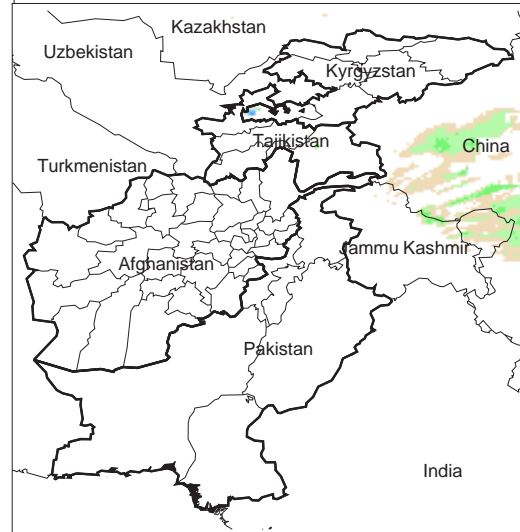 Kazakhstan
Uzbekistan
Kyrgyzstan
Tajikistan
China
Turkmenistan
Jammu Kashmir
Afghanistan
Pakistan
India